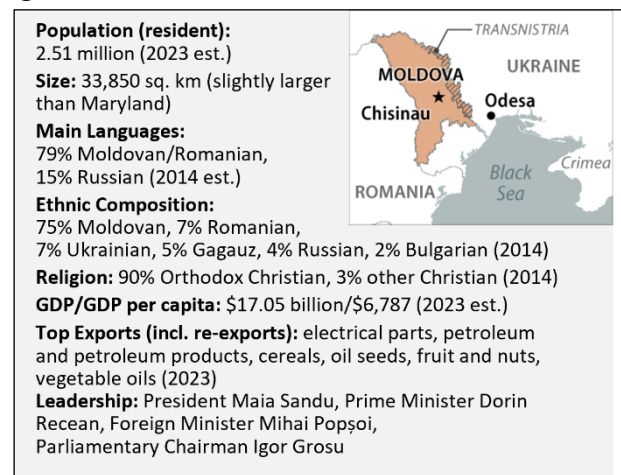 Population (resident):
2.51 million (2023 est.)
Size: 33,850 sq. km (slightly larger
than Maryland)
Main Languages:
79% Moldovan/Romanian,
15% Russian (2014 est.)
Ethnic Composition:
75% Moldovan, 7% Romanian,
7% Ukrainian, 5% Gagauz, 4% Russian, 2% Bulgarian (2014)
Religion: 90% Orthodox Christian, 3% other Christian (2014)
GDP/GDP per capita: $17.05 billion/$6,787 (2023 est.)
Top Exports (incl. re-exports): electrical parts, petroleum
and petroleum products, cereals, oil seeds, fruit and nuts,
vegetable oils (2023)
Leadership: President Maia Sandu, Prime Minister Dorin
Recean, Foreign Minister Mihai Popșoi,
Parliamentary Chairman Igor Grosu
TRANSNISTRIA
MOLDOVA
UKRAINE
Chisinau
Odesa
Crimea
Black
Sea
ROMANIA